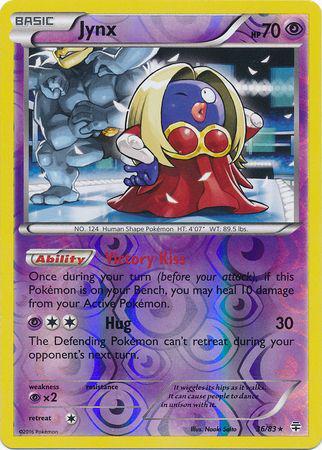 BASIC
Jynx
HP70
NO. 124 Human Shape Pokémon HT: 4'07" WT: 89.5 lbs.
Ability Victory Kiss
Once during your turn (before your attack), if this
Pokémon is on your Bench, you may heal 10 damage
from your Active Pokémon.
Hug 30
The Defending Pokémon can't retreat during your
opponent's next turn.
weakness resistance
×2
retreat
It wiggles its hips as it walks.
It can cause people to dance
in unison with it.
©2016 Pokémon
Illus. Naoki Saito
36/83